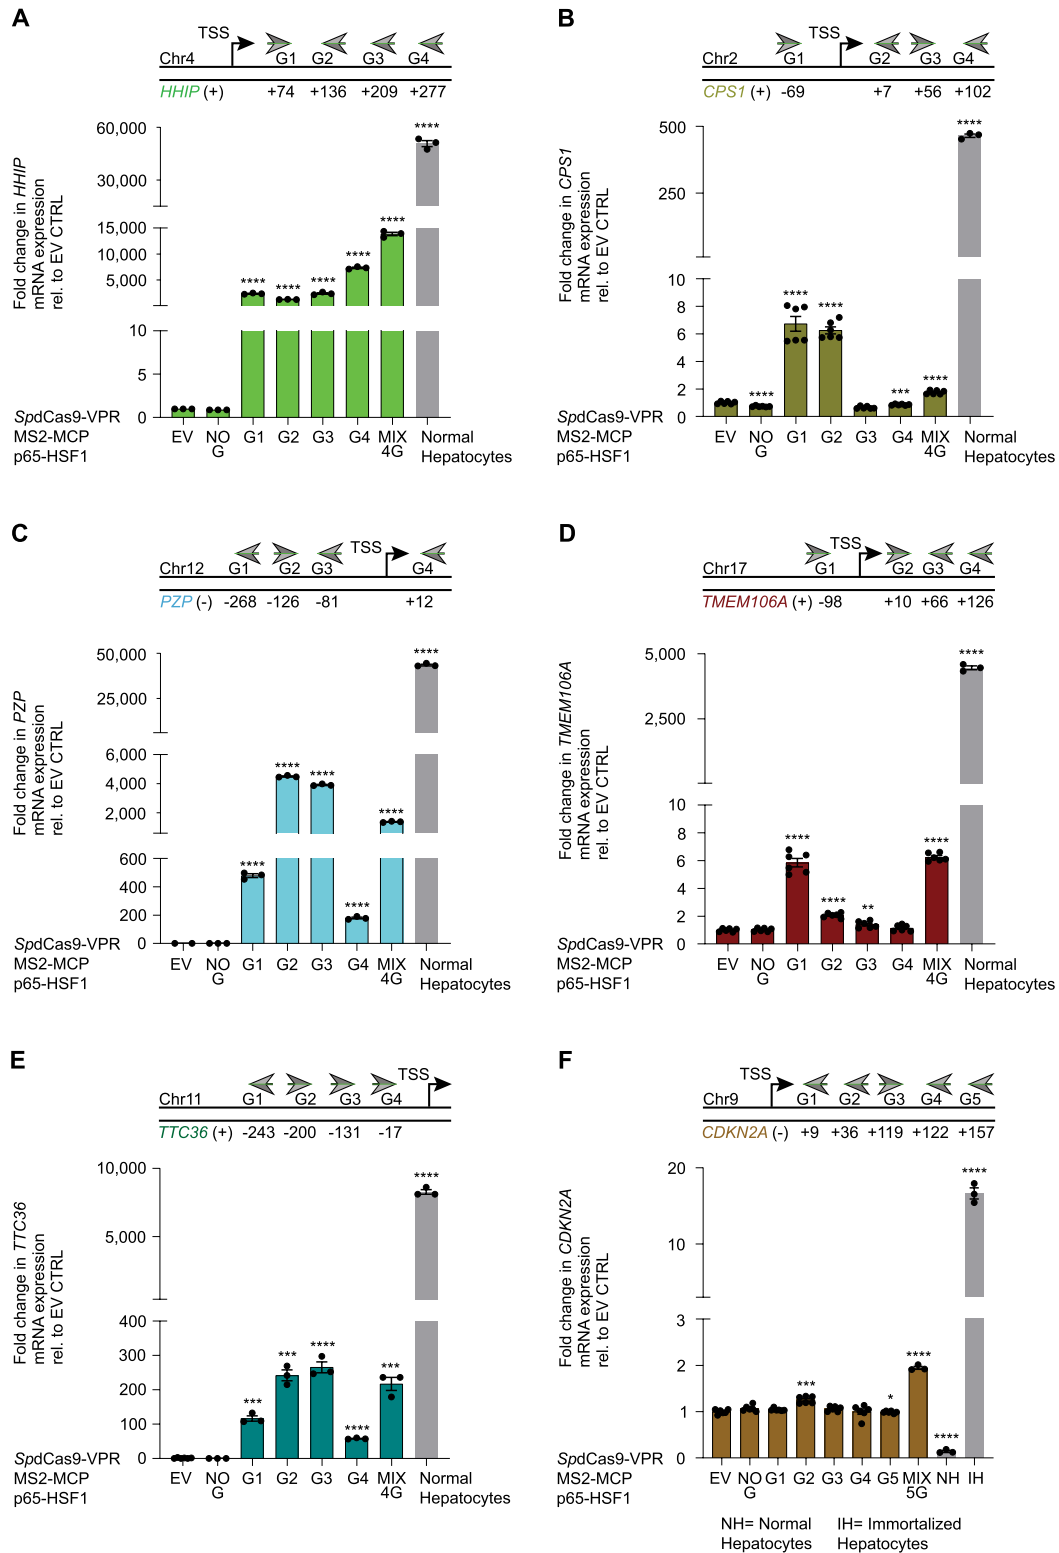 A
TSS
Chr4 G1 G2 G3 G4
HHIP (+) +74 +136 +209 +277
Fold change in HHIP
mRNA expression
rel. to EV CTRL
60,000
30,000
15,000
10,000
5,000
10
5
0
****
****
****
****
****
****
SpdCas9-VPR
MS2-MCP
p65-HSF1
EV NO G1 G2 G3 G4 MIX Normal
G 4G Hepatocytes
B
TSS
Chr2 G1 G2 G3 G4
CPS1 (+) -69 +7 +56 +102
Fold change in CPS1
mRNA expression
rel. to EV CTRL
500
250
10
8
6
4
2
0
****
****
****
***
****
****
SpdCas9-VPR
MS2-MCP
p65-HSF1
EV NO G1 G2 G3 G4 MIX Normal
G 4G Hepatocytes
C
TSS
Chr12 G1 G2 G3 G4
PZP (-) -268 -126 -81 +12
Fold change in PZP
mRNA expression
rel. to EV CTRL
50,000
25,000
6,000
4,000
2,000
600
400
200
0
****
****
****
****
****
****
SpdCas9-VPR
MS2-MCP
p65-HSF1
EV NO G1 G2 G3 G4 MIX Normal
G 4G Hepatocytes
D
TSS
Chr17 G1 G2 G3 G4
TMEM106A (+) -98 +10 +66 +126
Fold change in TMEM106A
mRNA expression
rel. to EV CTRL
5,000
2,500
10
8
6
4
2
0
****
****
**
****
****
SpdCas9-VPR
MS2-MCP
p65-HSF1
EV NO G1 G2 G3 G4 MIX Normal
G 4G Hepatocytes
E
TSS
Chr11 G1 G2 G3 G4
TTC36 (+) -243 -200 -131 -17
Fold change in TTC36
mRNA expression
rel. to EV CTRL
10,000
5,000
400
300
200
100
0
***
***
****
****
***
****
SpdCas9-VPR
MS2-MCP
p65-HSF1
EV NO G1 G2 G3 G4 MIX Normal
G 4G Hepatocytes
F
TSS
Chr9 G1 G2 G3 G4 G5
CDKN2A (-) +9 +36 +119 +122 +157
Fold change in CDKN2A
mRNA expression
rel. to EV CTRL
20
10
3
2
1
0
***
*
****
****
****
SpdCas9-VPR
MS2-MCP
p65-HSF1
EV NO G1 G2 G3 G4 G5 MIX NH IH
G 5G
NH= Normal IH= Immortalized
Hepatocytes Hepatocytes